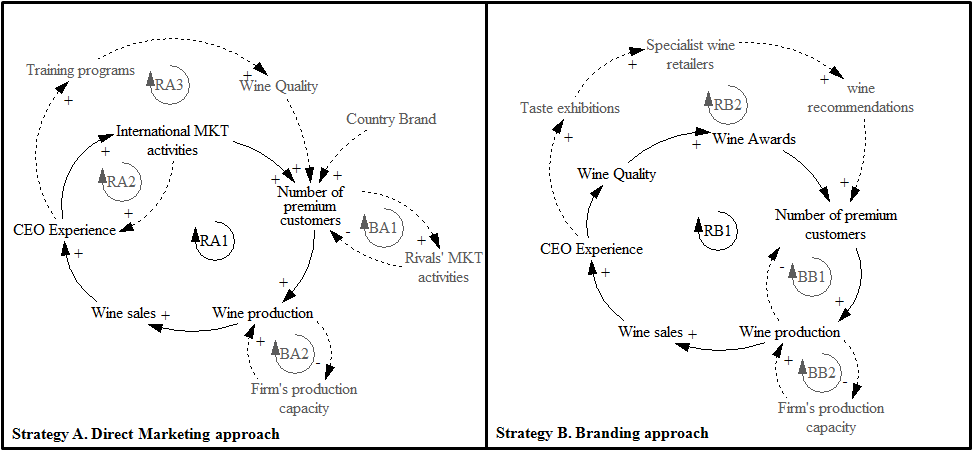 Training programs
+
RA3
+
Wine Quality
Country Brand
International MKT
activities
+
RA2
+
+
+
+
Number of
premium
customers
-
BA1
+
Rivals' MKT
activities
CEO Experience
+
RA1
+
Wine sales
+
Wine production
+
BA2
-
Firm's production
capacity
Strategy A. Direct Marketing approach
Specialist wine
retailers
+
+
wine
recommendations
Taste exhibitions
+
RB2
+
Wine Awards
Wine Quality
+
+
+
Number of premium
customers
CEO Experience
+
RB1
-
BB1
+
Wine sales
+
Wine production
+
BB2
-
Firm's production
capacity
Strategy B. Branding approach